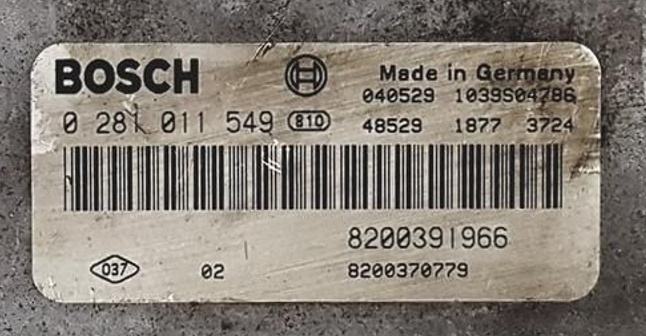 BOSCH Made in Germany
040529 1039S04786
0 281 011 549 810 48529 1877 3724
8200391966
037 02 8200370779